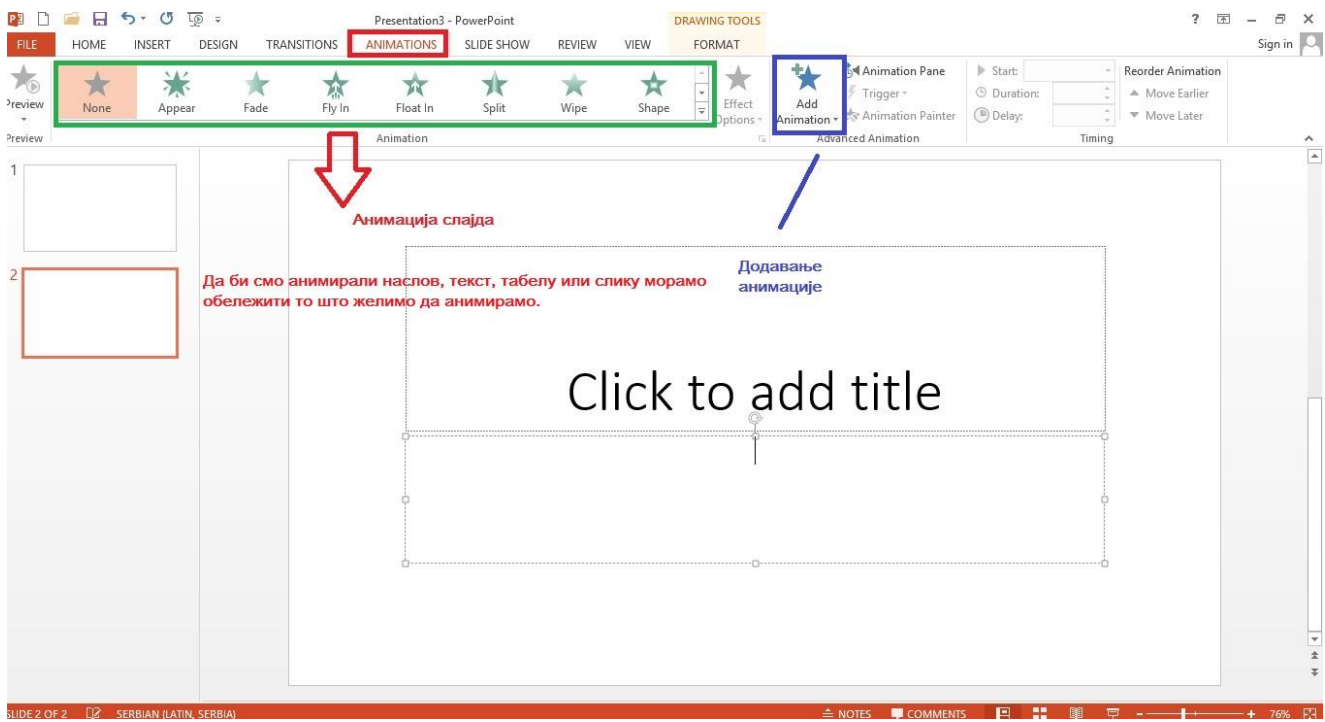 Presentation3 - PowerPoint
DRAWING TOOLS
?
FILE HOME INSERT DESIGN TRANSITIONS ANIMATIONS SLIDE SHOW REVIEW VIEW FORMAT Sign in
None Appear Fade Fly In Float In Split Wipe Shape
Preview
Effect
Options
Add
Animation
Animation Pane
Trigger
Animation Painter
Start:
Duration:
Delay:
Reorder Animation
Move Earlier
Move Later
Preview Animation Advanced Animation Timing
1
2
Анимација слајда
Да би смо анимирали наслов, текст, табелу или слику морамо
обележити то што желимо да анимирамо.
Додавање
анимације
Click to add title
SLIDE 2 OF 2 SERBIAN (LATIN, SERBIA) NOTES COMMENTS 76%